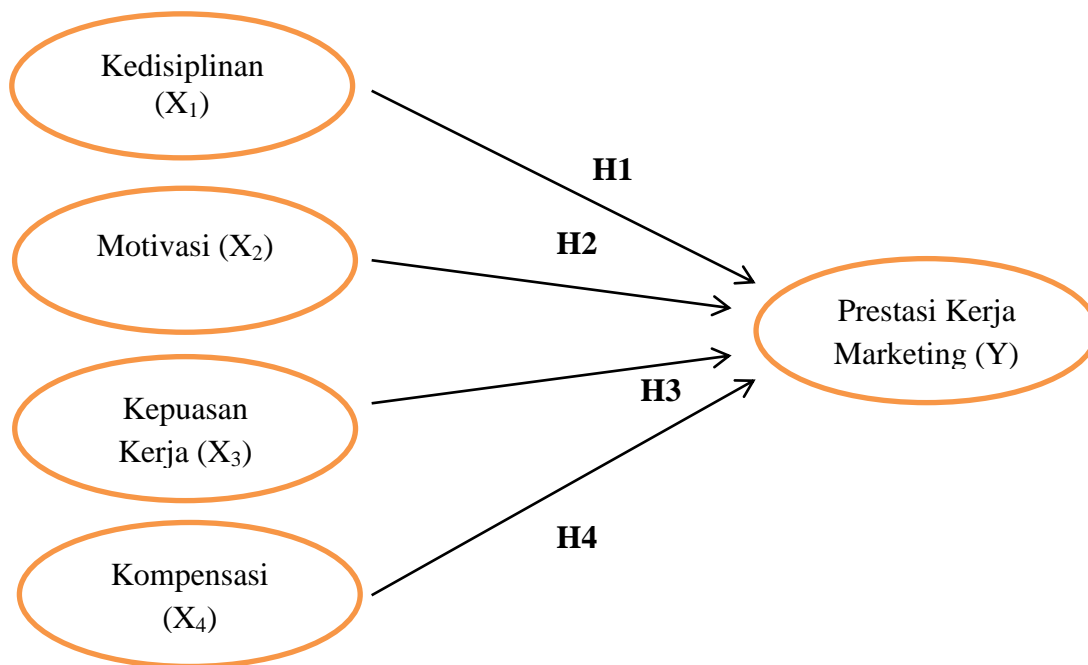 Kedisiplinan
(X₁)
H1
Motivasi (X₂)
H2
Prestasi Kerja
Marketing (Y)
Kepuasan
Kerja (X₃)
H3
H4
Kompensasi
(X₄)